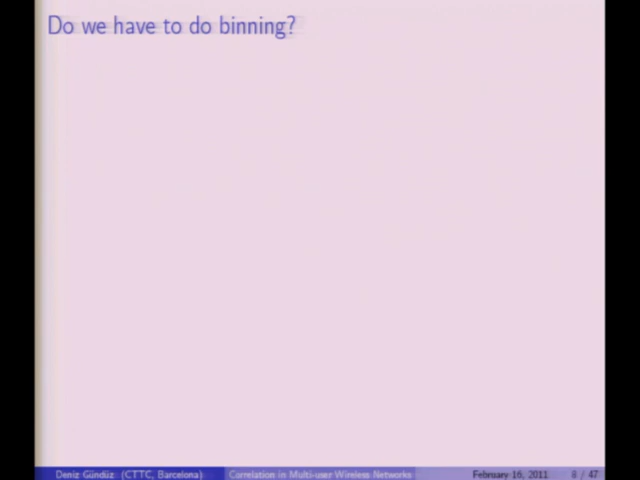 Do we have to do binning?
Deniz Gündüz (CTTC, Barcelona) Correlation in Multi-user Wireless Networks February 16, 2011 8 / 47